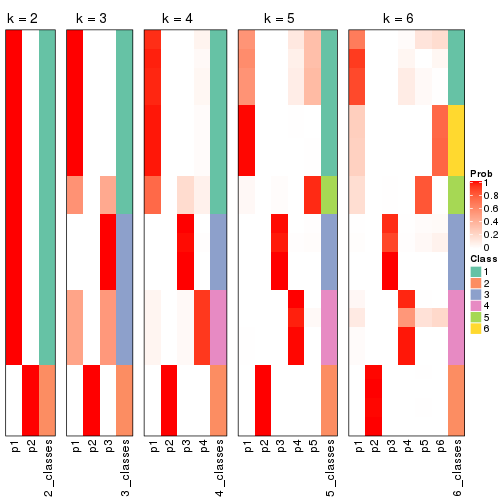 k = 2
k = 3
k = 4
k = 5
k = 6
Prob
1
0.8
0.6
0.4
0.2
0
Class
1
2
3
4
5
6
p1
p2
2_classes
p1
p2
p3
3_classes
p1
p2
p3
p4
4_classes
p1
p2
p3
p4
p5
5_classes
p1
p2
p3
p4
p5
p6
6_classes